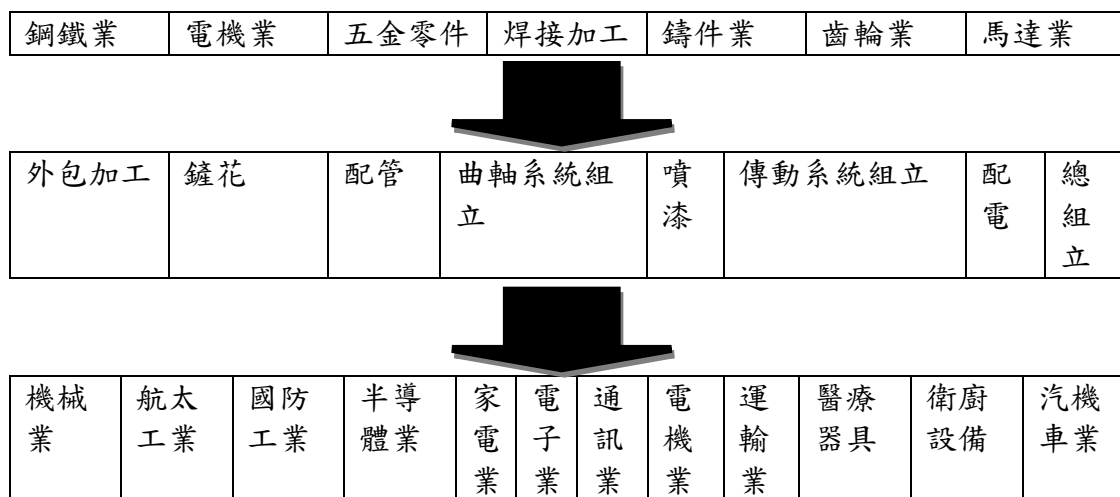 鋼鐵業 電機業 五金零件 焊接加工 鑄件業 齒輪業 馬達業
外包加工 鏟花 配管 曲軸系統組立 噴漆 傳動系統組立 配電 總組立
機械業 航太工業 國防工業 半導體業 家電業 電子業 通訊業 電機業 運輸業 醫療器具 衛廚設備 汽機車業